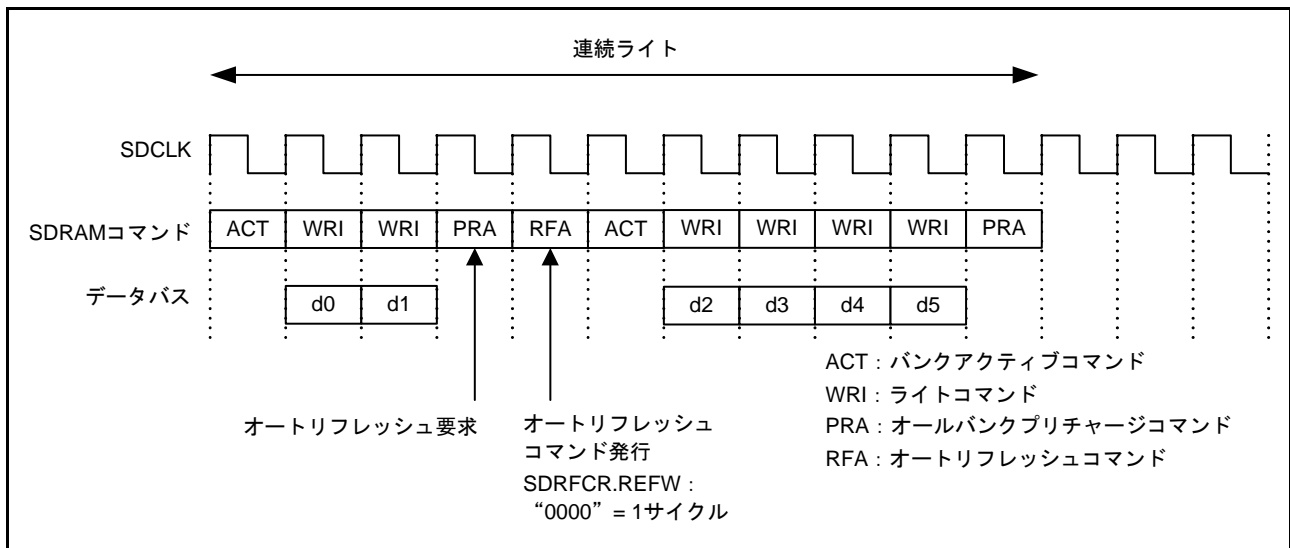 連続ライト
SDCLK
SDRAMコマンド ACT WRI WRI PRA RFA ACT WRI WRI WRI WRI PRA
データバス d0 d1 d2 d3 d4 d5
オートリフレッシュ要求
オートリフレッシュ
コマンド発行
SDRFCR.REFW：
“0000” = 1サイクル
ACT：バンクアクティブコマンド
WRI：ライトコマンド
PRA：オールバンクプリチャージコマンド
RFA：オートリフレッシュコマンド